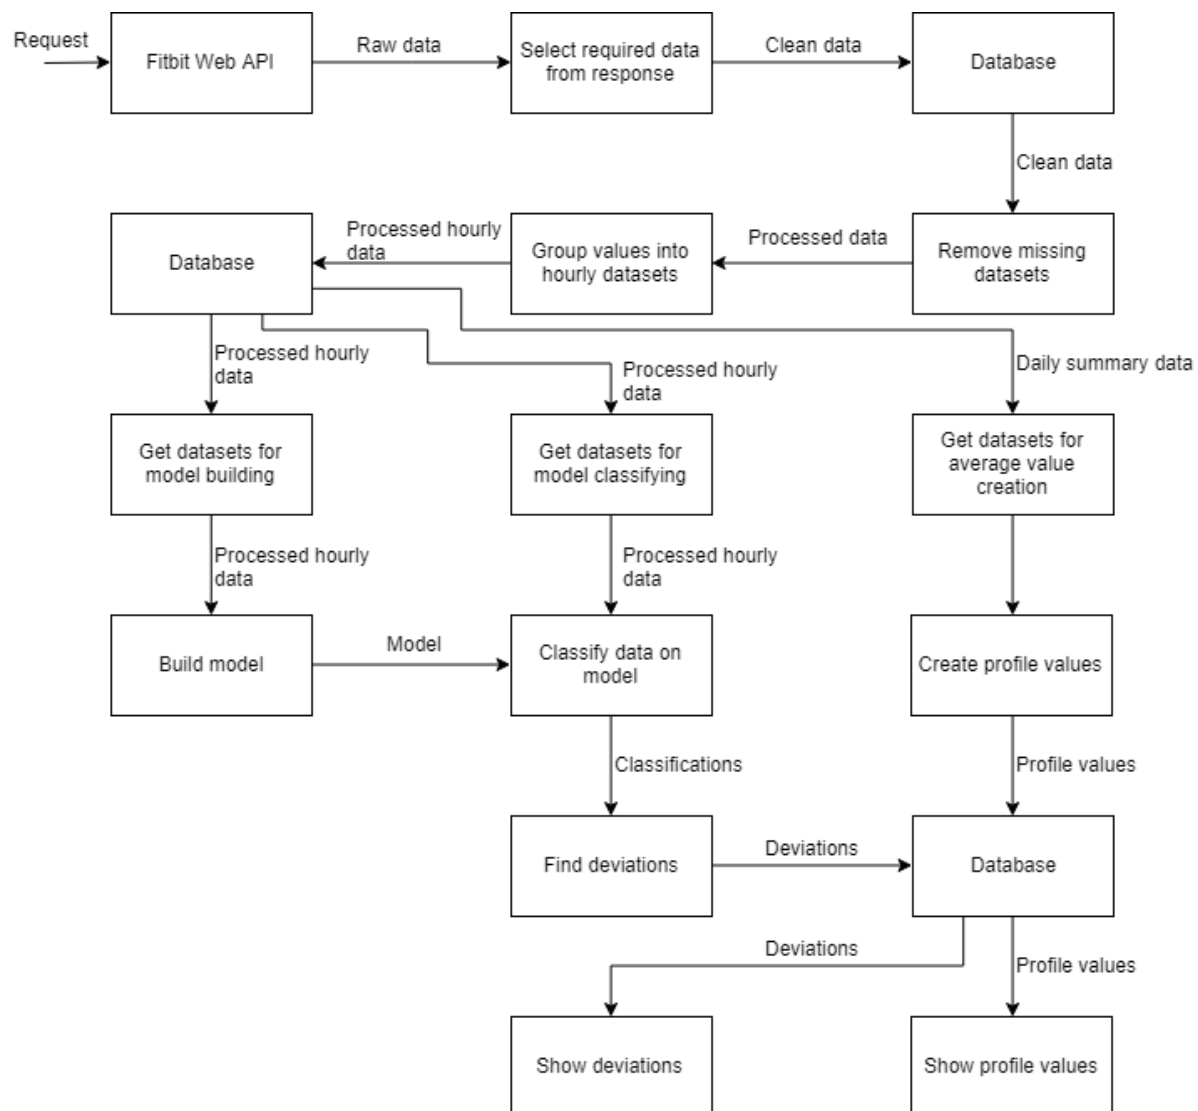 Request
Fitbit Web API
Raw data
Select required data
from response
Clean data
Database
Clean data
Database
Processed hourly
data
Group values into
hourly datasets
Processed data
Remove missing
datasets
Processed hourly
data
Processed hourly
data
Daily summary data
Get datasets for
model building
Get datasets for
model classifying
Get datasets for
average value
creation
Processed hourly
data
Processed hourly
data
Build model
Model
Classify data on
model
Create profile values
Classifications
Profile values
Find deviations
Deviations
Database
Deviations
Profile values
Show deviations
Show profile values